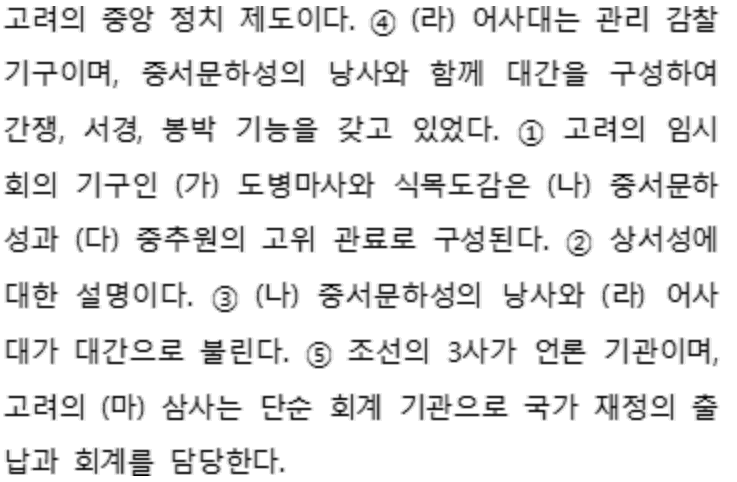 고려의 중앙 정치 제도이다. ④ (라) 어사대는 관리 감찰
기구이며, 중서문하성의 낭사와 함께 대간을 구성하여
간쟁, 서경, 봉박 기능을 갖고 있었다. ① 고려의 임시
회의 기구인 (가) 도병마사와 식목도감은 (나) 중서문하
성과 (다) 중추원의 고위 관료로 구성된다. ② 상서성에
대한 설명이다. ③ (나) 중서문하성의 낭사와 (라) 어사
대가 대간으로 불린다. ⑤ 조선의 3사가 언론 기관이며,
고려의 (마) 삼사는 단순 회계 기관으로 국가 재정의 출
납과 회계를 담당한다.